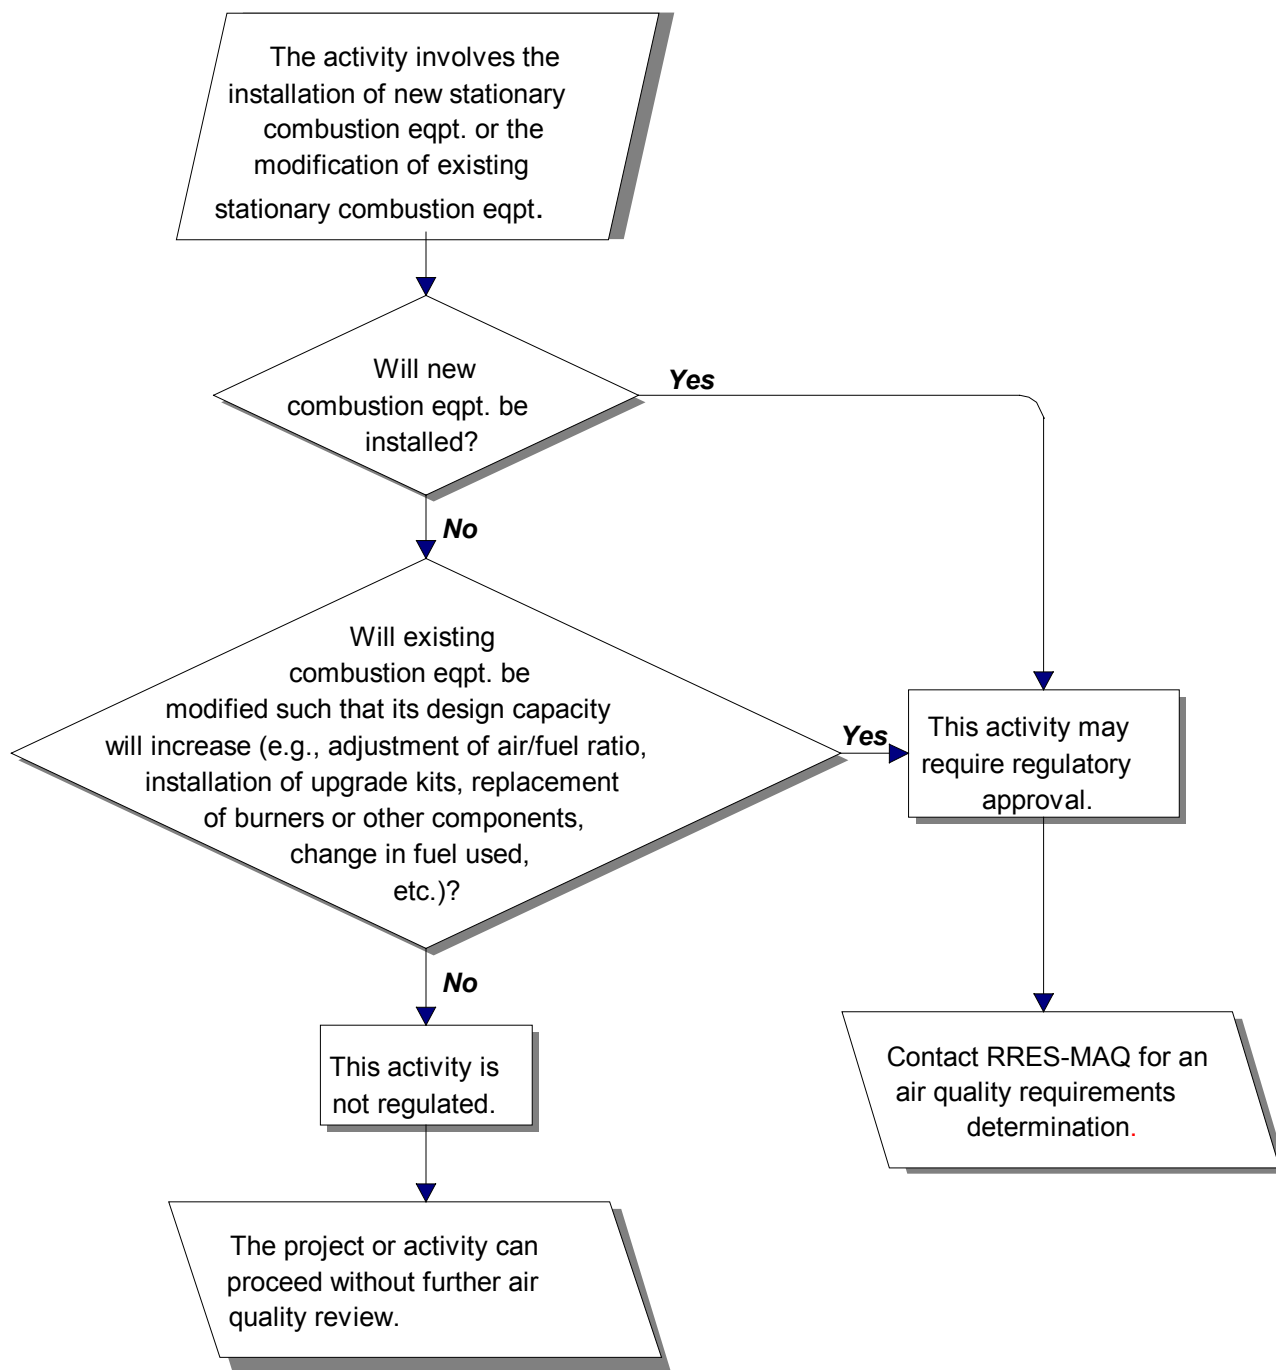 The activity involves the
installation of new stationary
combustion eqpt. or the
modification of existing
stationary combustion eqpt.
Will new
combustion eqpt. be
installed?
Yes
No
Will existing
combustion eqpt. be
modified such that its design capacity
will increase (e.g., adjustment of air/fuel ratio,
installation of upgrade kits, replacement
of burners or other components,
change in fuel used,
etc.)?
Yes
This activity may
require regulatory
approval.
No
This activity is
not regulated.
Contact RRES-MAQ for an
air quality requirements
determination.
The project or activity can
proceed without further air
quality review.